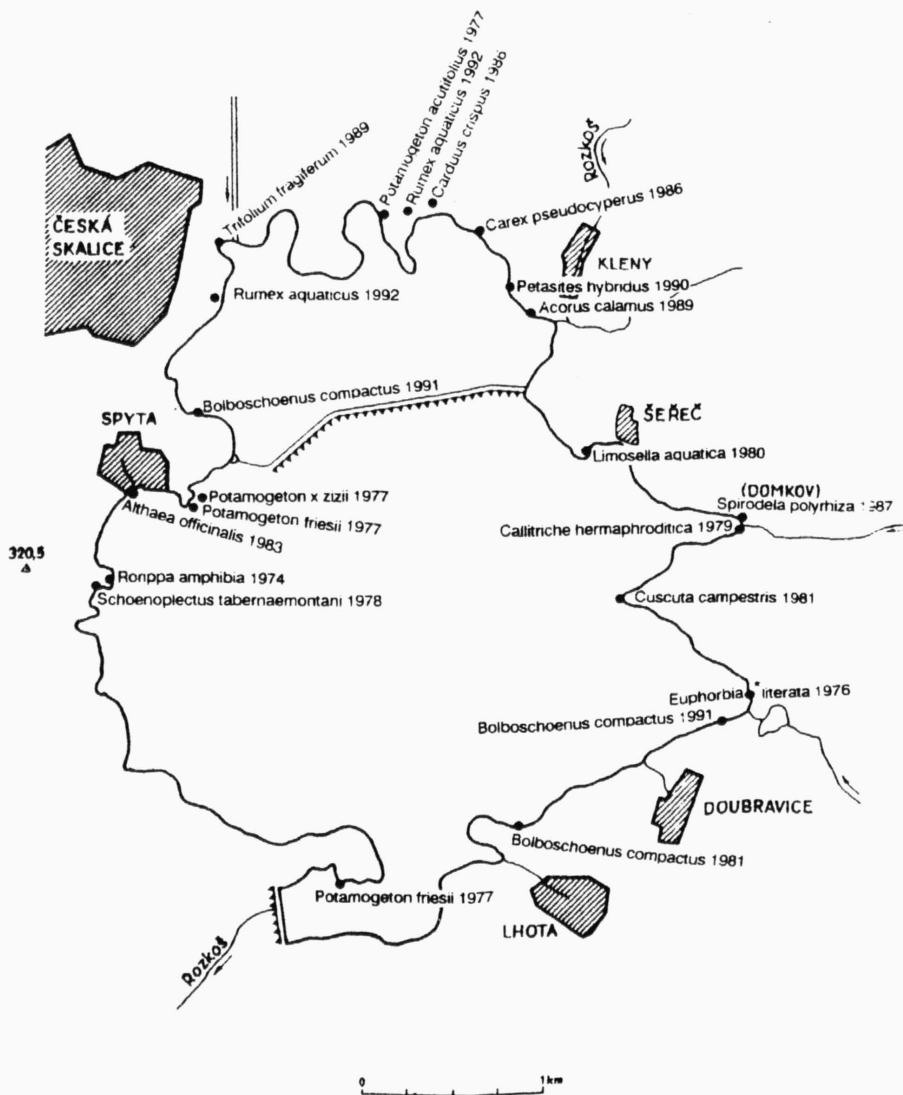 Potamogeton acutifolius 1977
Rumex aquaticus 1992
Carduus crispus 1986
Trifolium fragiferum 1989
ROZKOŠ
ČESKÁ
SKALICE
Carex pseudocyperus 1986
KLENY
Rumex aquaticus 1992
Petasites hybridus 1990
Acorus calamus 1989
Bolboschoenus compactus 1991
SPYTA
ŠEŘEČ
Limosella aquatica 1980
(DOMKOV)
Potamogeton x zizii 1977
Potamogeton friesii 1977
Althaea officinalis 1983
Spirodela polyrhiza 1987
Callitriche hermaphroditica 1979
320,5
Rorippa amphibia 1974
Schoenoplectus tabernaemontani 1978
Cuscuta campestris 1981
Euphorbia literata 1976
Bolboschoenus compactus 1991
DOUBRAVICE
Bolboschoenus compactus 1981
Potamogeton friesii 1977
LHOTA
ROZKOŠ
0 1km